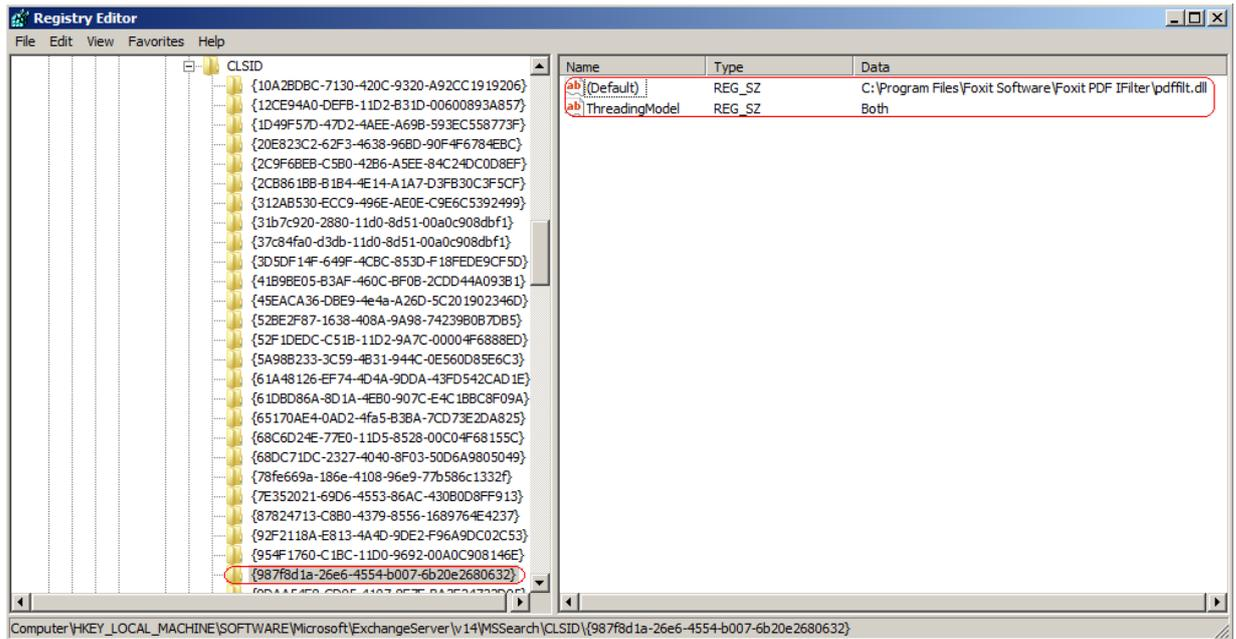 Registry Editor
File Edit View Favorites Help
CLSID
{10A2BDBC-7130-420C-9320-A92CC1919206}
{12CE94A0-DEFB-11D2-B31D-00600893A857}
{1D49F57D-47D2-4AEE-A69B-593EC558773F}
{20E823C2-62F3-4638-96BD-90F4F6784EBC}
{2C9F6BEB-C5B0-42B6-A5EE-84C24DC0D8EF}
{2CB861BB-B1B4-4E14-A1A7-D3FB30C3F5CF}
{312AB530-ECC9-496E-AE0E-C9E6C5392499}
{31b7c920-2880-11d0-8d51-00a0c908dbf1}
{37c84fa0-d3db-11d0-8d51-00a0c908dbf1}
{3D5DF14F-649F-4CBC-853D-F18FEDE9CF5D}
{41B9BE05-B3AF-460C-BF0B-2CDD44A093B1}
{45EACA36-DBE9-4e4a-A26D-5C201902346D}
{52BE2F87-1638-408A-9A98-74239B0B7DB5}
{52F1DEDC-C51B-11D2-9A7C-00004F6888ED}
{5A98B233-3C59-4B31-944C-0E560D85E6C3}
{61A48126-EF74-4D4A-9DDA-43FD542CAD1E}
{61DBD86A-8D1A-4EB0-907C-E4C1BBC8F09A}
{65170AE4-0AD2-4fa5-B3BA-7CD73E2DA825}
{68C6D24E-77E0-11D5-8528-00C04F68155C}
{68DC71DC-2327-4040-8F03-50D6A9805049}
{78fe669a-186e-4108-96e9-77b586c1332f}
{7E352021-69D6-4553-86AC-430B0D8FF913}
{87824713-C8B0-4379-8556-1689764E4237}
{92F2118A-E813-4A4D-9DE2-F96A9DC02C53}
{954F1760-C1BC-11D0-9692-00A0C908146E}
{987f8d1a-26e6-4554-b007-6b20e2680632}
Name Type Data
(Default) REG_SZ C:\Program Files\Foxit Software\Foxit PDF IFilter\pdffilt.dll
ThreadingModel REG_SZ Both
Computer\HKEY_LOCAL_MACHINE\SOFTWARE\Microsoft\ExchangeServer\v14\MSSearch\CLSID\{987f8d1a-26e6-4554-b007-6b20e2680632}